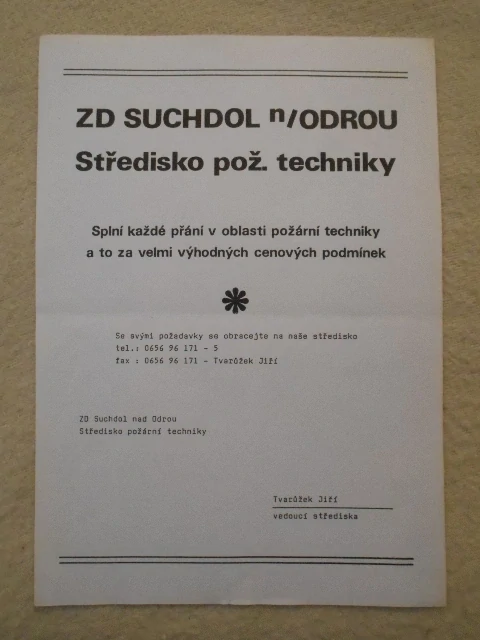 ZD SUCHDOL n/ODROU
Středisko pož. techniky
Splní každé přání v oblasti požární techniky
a to za velmi výhodných cenových podmínek
Se svými požadavky se obracejte na naše středisko
tel.: 0656 96 171 - 5
fax : 0656 96 171 - Tvarůžek Jiří
ZD Suchdol nad Odrou
Středisko požární techniky
Tvarůžek Jiří
vedoucí střediska